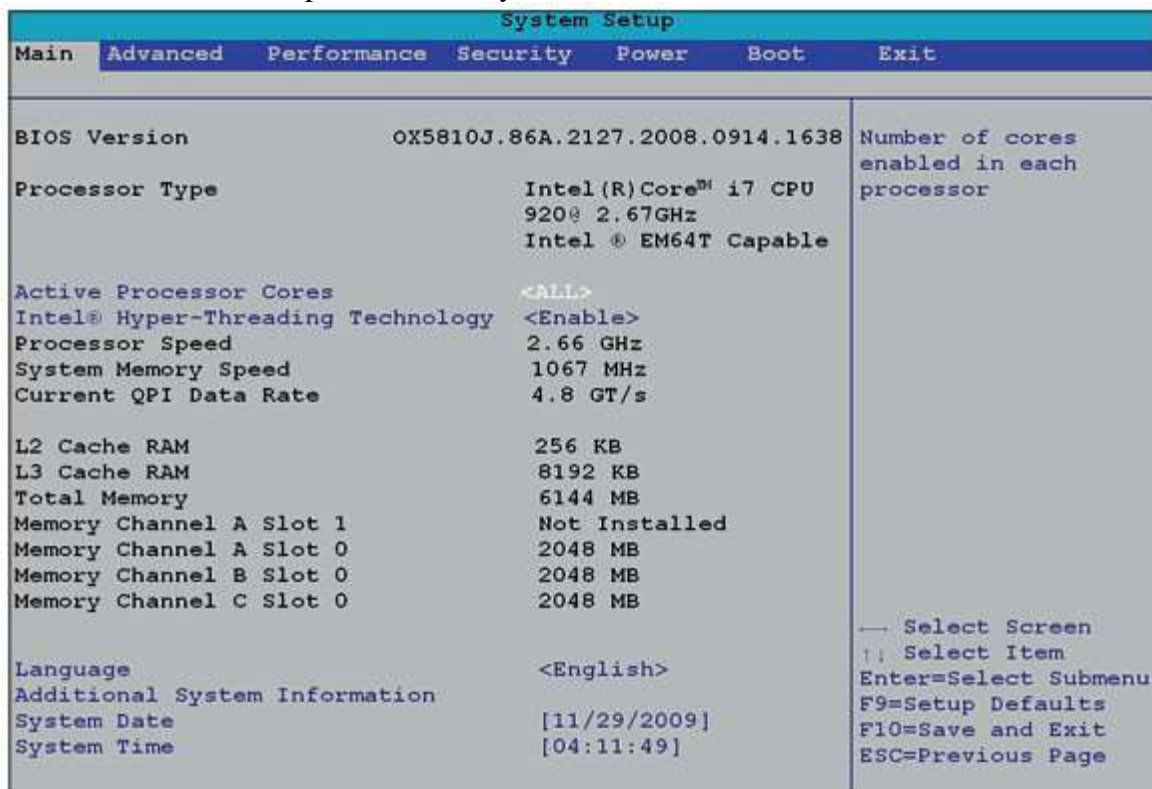 System Setup
Main Advanced Performance Security Power Boot Exit
BIOS Version OX5810J.86A.2127.2008.0914.1638
Processor Type Intel(R)Core™ i7 CPU
920@ 2.67GHz
Intel ® EM64T Capable
Active Processor Cores <ALL>
Intel® Hyper-Threading Technology <Enable>
Processor Speed 2.66 GHz
System Memory Speed 1067 MHz
Current QPI Data Rate 4.8 GT/s
L2 Cache RAM 256 KB
L3 Cache RAM 8192 KB
Total Memory 6144 MB
Memory Channel A Slot 1 Not Installed
Memory Channel A Slot 0 2048 MB
Memory Channel B Slot 0 2048 MB
Memory Channel C Slot 0 2048 MB
Language <English>
Additional System Information
System Date [11/29/2009]
System Time [04:11:49]
Number of cores
enabled in each
processor
←→ Select Screen
↑↓ Select Item
Enter=Select Submenu
F9=Setup Defaults
F10=Save and Exit
ESC=Previous Page